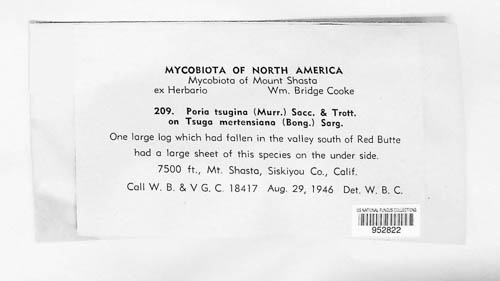 MYCOBIOTA OF NORTH AMERICA
Mycobiota of Mount Shasta
ex Herbario Wm. Bridge Cooke
209. Poria tsugina (Murr.) Sacc. & Trott.
on Tsuga mertensiana (Bong.) Sarg.
One large log which had fallen in the valley south of Red Butte
had a large sheet of this species on the under side.
7500 ft., Mt. Shasta, Siskiyou Co., Calif.
Call W. B. & V G. C. 18417 Aug. 29, 1946 Det. W. B. C.
US NATIONAL FUNGUS COLLECTIONS
952822